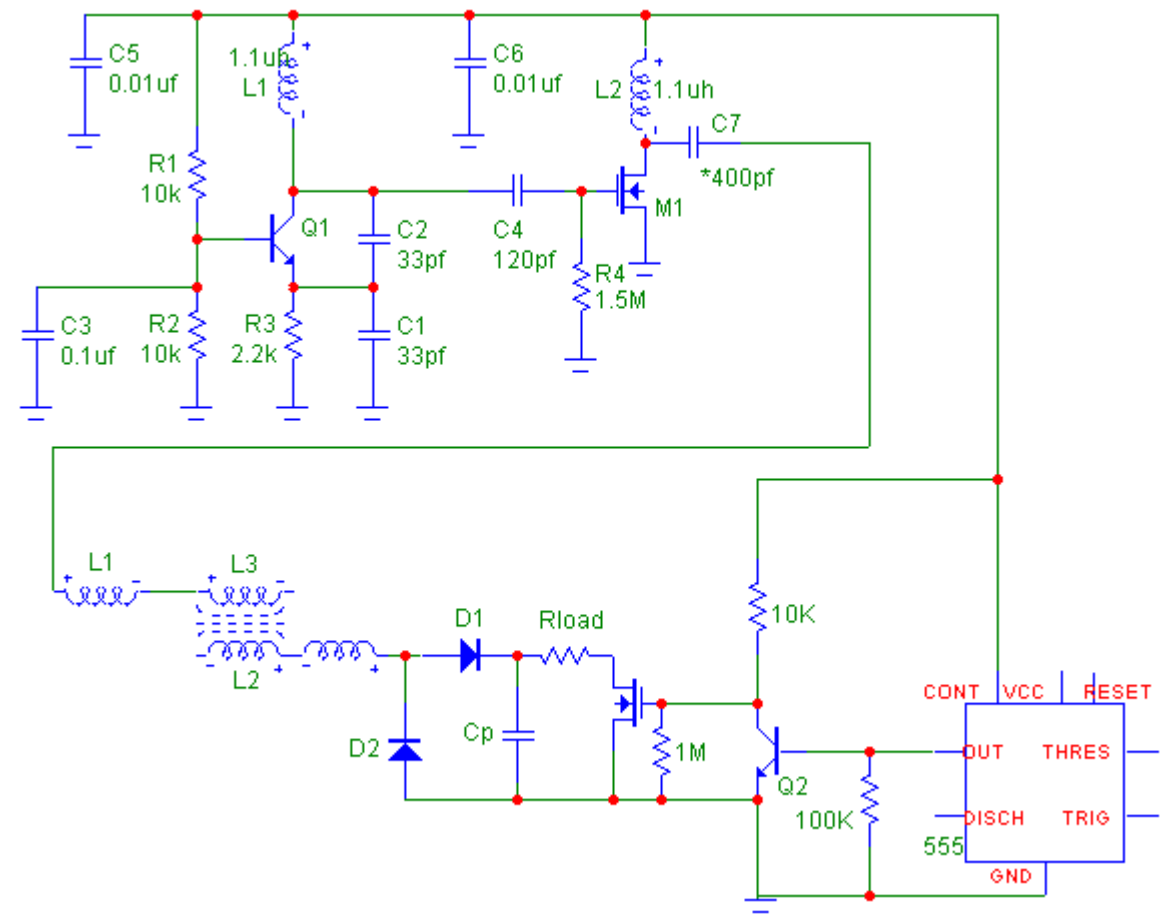 C5
0.01uf
1.1uh
L1
C6
0.01uf
L2
1.1uh
C7
*400pf
R1
10k
Q1
C2
33pf
C4
120pf
M1
R4
1.5M
C3
0.1uf
R2
10k
R3
2.2k
C1
33pf
L1
L3
L2
D1
Rload
10K
D2
Cp
1M
Q2
100K
CONT
VCC
RESET
OUT
THRES
DISCH
TRIG
555
GND